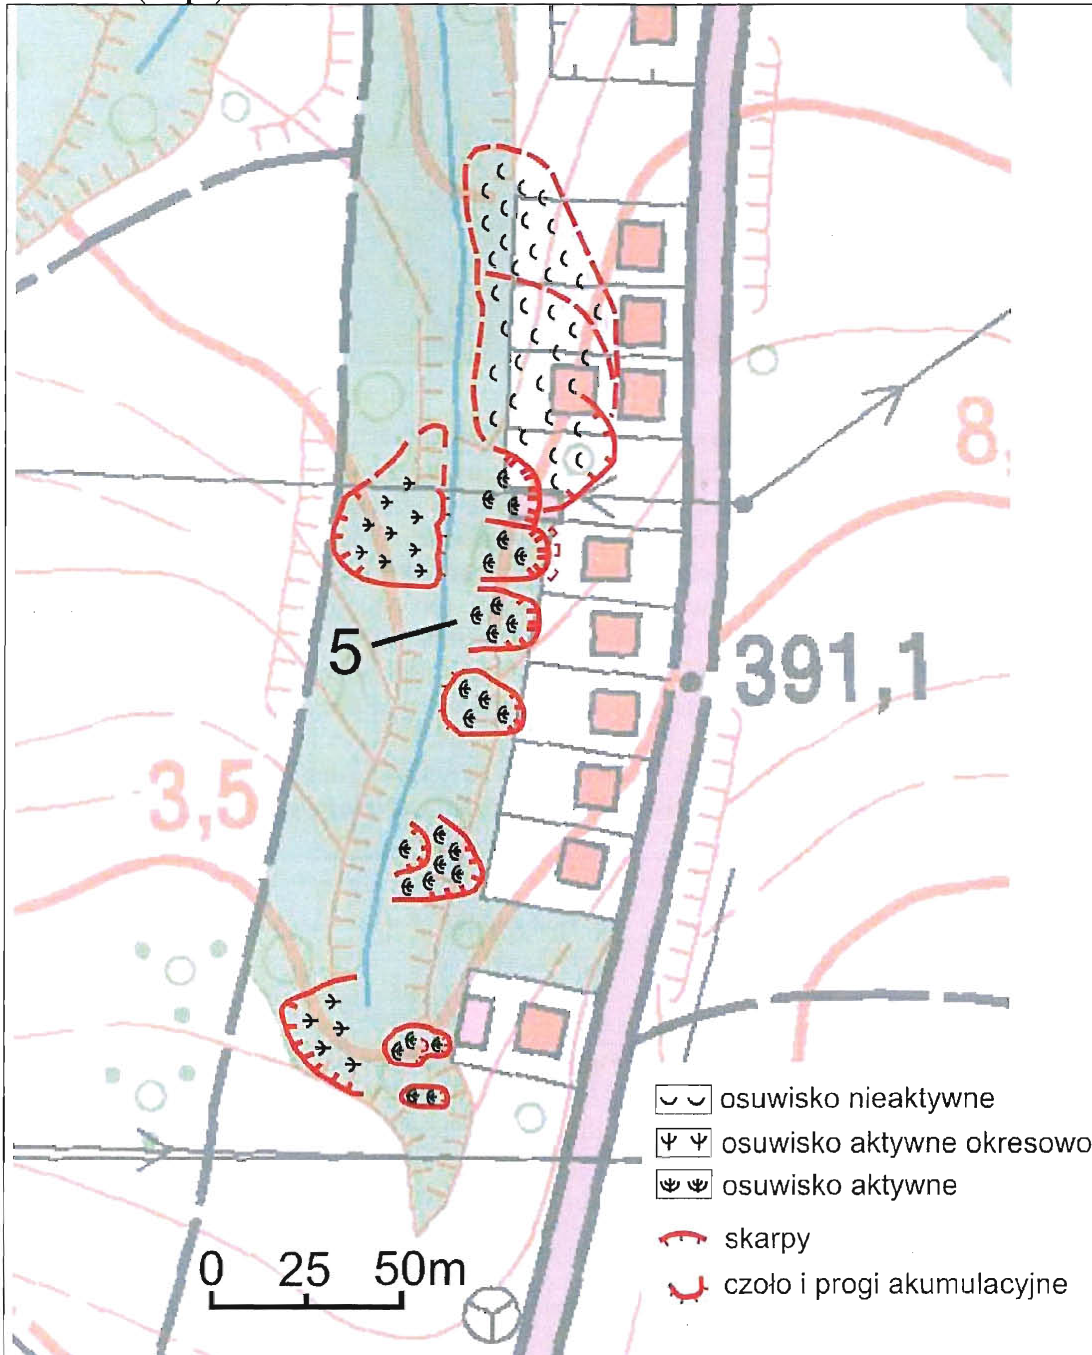 8
5
391,1
3,5
osuwisko nieaktywne
osuwisko aktywne okresowo
osuwisko aktywne
skarpy
czoło i progi akumulacyjne
0 25 50m